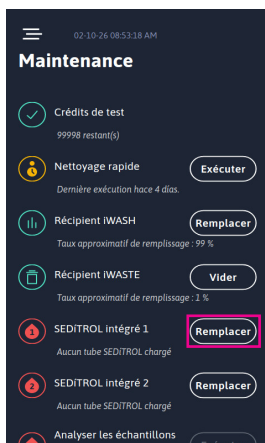 02-10-26 08:53:18 AM
Maintenance
Crédits de test
99998 restant(s)
Nettoyage rapide
Exécuter
Dernière exécution hace 4 días.
Récipient iWASH
Remplacer
Taux approximatif de remplissage : 99 %
Récipient iWASTE
Vider
Taux approximatif de remplissage : 1 %
SEDiTROL intégré 1
Remplacer
Aucun tube SEDiTROL chargé
SEDiTROL intégré 2
Remplacer
Aucun tube SEDiTROL chargé
Analyser les échantillons